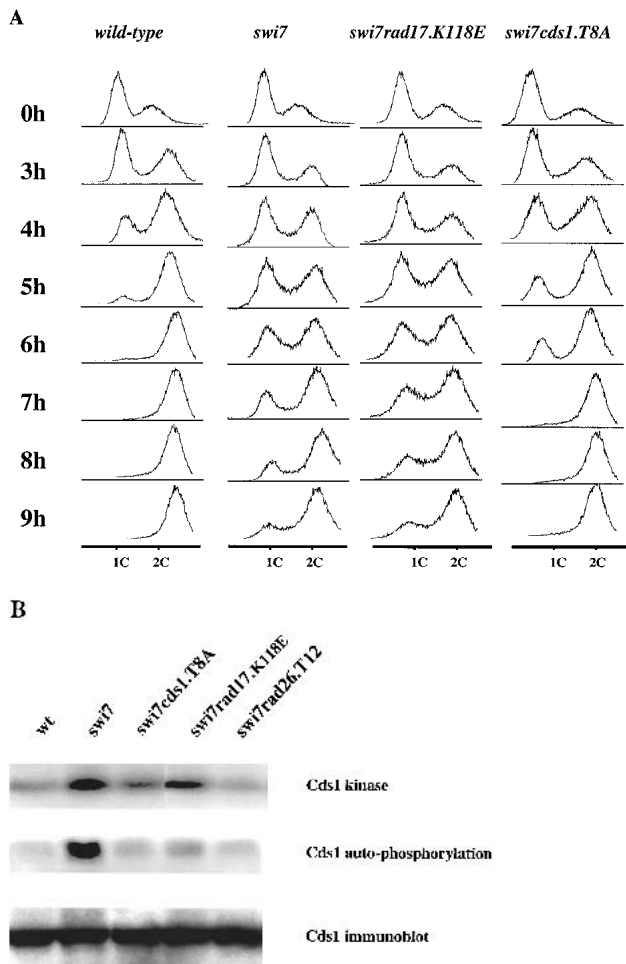 A
wild-type swi7 swi7rad17.K118E swi7cds1.T8A
0h
3h
4h
5h
6h
7h
8h
9h
1C 2C 1C 2C 1C 2C 1C 2C
B
wt swi7 swi7cds1.T8A swi7rad17.K118E swi7rad26.T12
Cds1 kinase
Cds1 auto-phosphorylation
Cds1 immunoblot